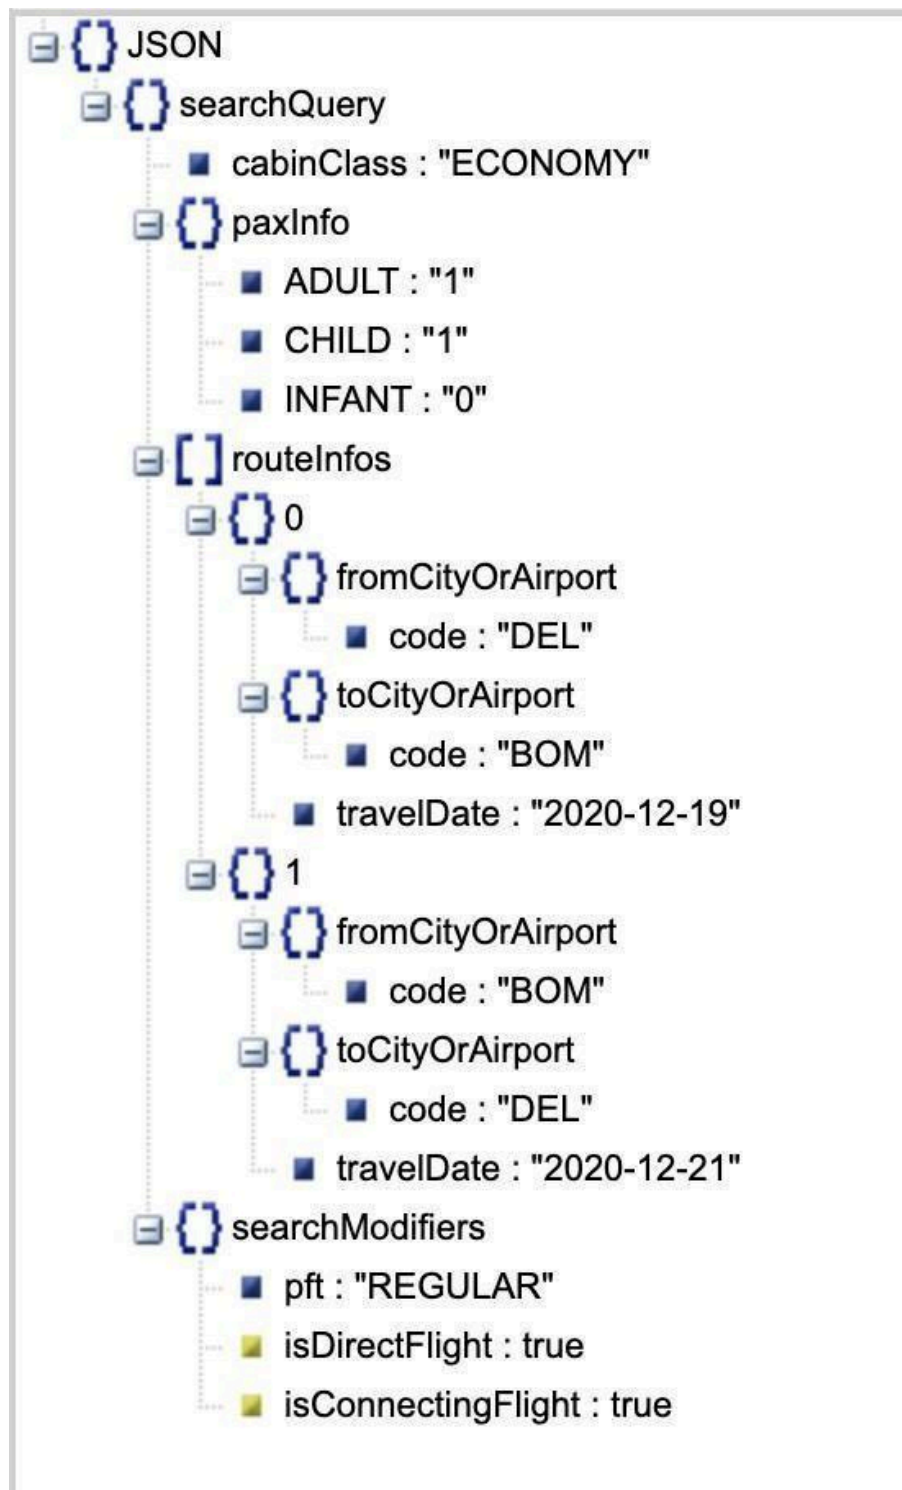 JSON
searchQuery
cabinClass : "ECONOMY"
paxInfo
ADULT : "1"
CHILD : "1"
INFANT : "0"
routeInfos
0
fromCityOrAirport
code : "DEL"
toCityOrAirport
code : "BOM"
travelDate : "2020-12-19"
1
fromCityOrAirport
code : "BOM"
toCityOrAirport
code : "DEL"
travelDate : "2020-12-21"
searchModifiers
pft : "REGULAR"
isDirectFlight : true
isConnectingFlight : true